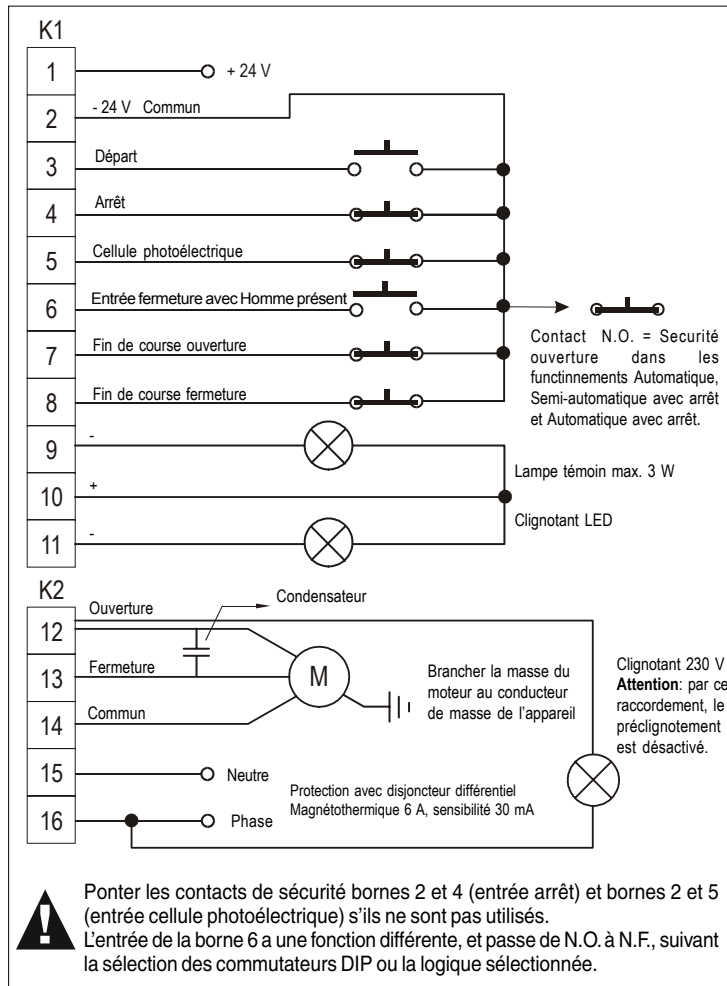 K1
1
+ 24 V
2
- 24 V Commun
3
Départ
4
Arrêt
5
Cellule photoélectrique
6
Entrée fermeture avec Homme présent
7
Fin de course ouverture
8
Fin de course fermeture
Contact N.O. = Securité
ouverture dans les
functinnements Automatique,
Semi-automatique avec arrêt
et Automatique avec arrêt.
9
-
10
+
11
-
Lampe témoin max. 3 W
Clignotant LED
K2
12
Ouverture
Condensateur
13
Fermeture
M
14
Commun
Brancher la masse du
moteur au conducteur
de masse de l'appareil
Clignotant 230 V
Attention: par ce
raccordement, le
préclignotement
est désactivé.
15
Neutre
16
Phase
Protection avec disjoncteur différentiel
Magnétothermique 6 A, sensibilité 30 mA
!
Ponter les contacts de sécurité bornes 2 et 4 (entrée arrêt) et bornes 2 et 5
(entrée cellule photoélectrique) s'ils ne sont pas utilisés.
L'entrée de la borne 6 a une fonction différente, et passe de N.O. à N.F., suivant
la sélection des commutateurs DIP ou la logique sélectionnée.